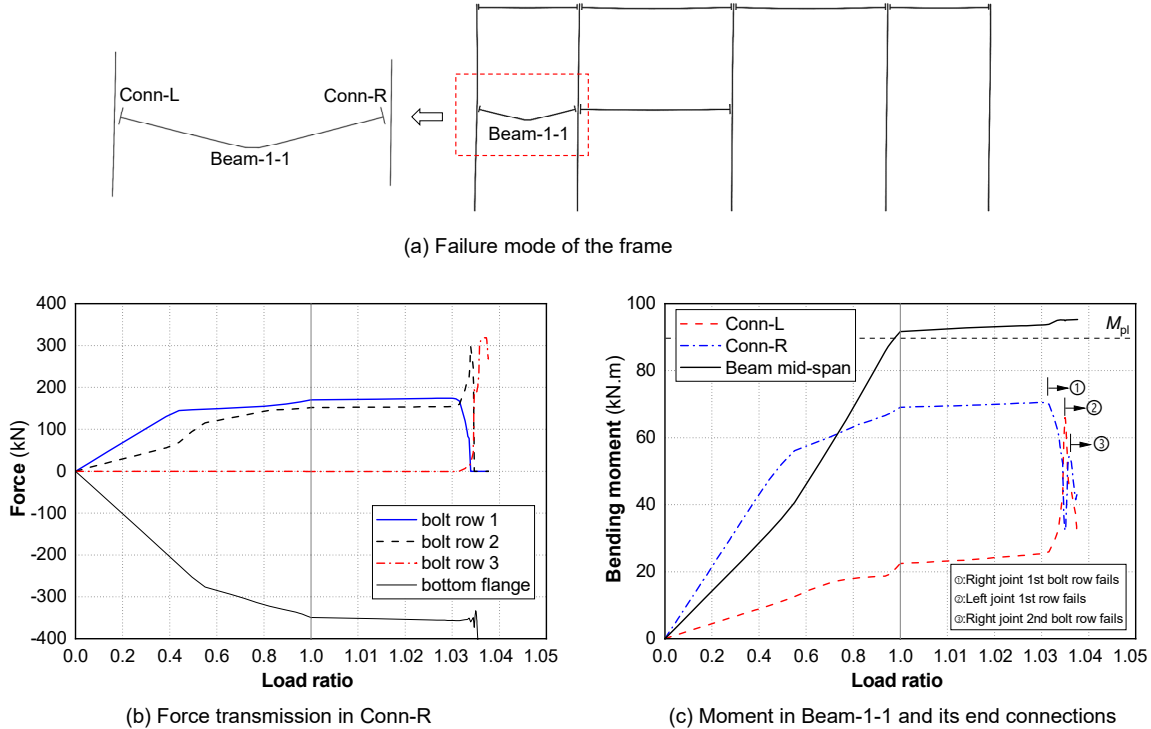 Conn-L
Conn-R
Beam-1-1
Beam-1-1
(a) Failure mode of the frame
400
300
200
100
0
-100
-200
-300
-400
Force (kN)
bolt row 1
bolt row 2
bolt row 3
bottom flange
0.0 0.2 0.4 0.6 0.8 1.0 1.01 1.02 1.03 1.04 1.05
Load ratio
(b) Force transmission in Conn-R
100
80
60
40
20
0
Bending moment (kN.m)
Conn-L
Conn-R
Beam mid-span
Mpl
①
②
③
①:Right joint 1st bolt row fails
②:Left joint 1st row fails
①:Right joint 2nd bolt row fails
0.0 0.2 0.4 0.6 0.8 1.0 1.01 1.02 1.03 1.04 1.05
Load ratio
(c) Moment in Beam-1-1 and its end connections